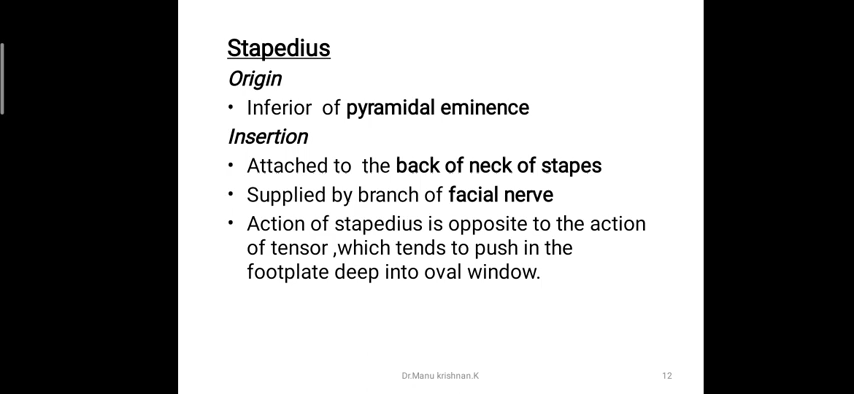 Stapedius
Origin
• Inferior of pyramidal eminence
Insertion
• Attached to the back of neck of stapes
• Supplied by branch of facial nerve
• Action of stapedius is opposite to the action
of tensor ,which tends to push in the
footplate deep into oval window.
Dr.Manu krishnan.K
12